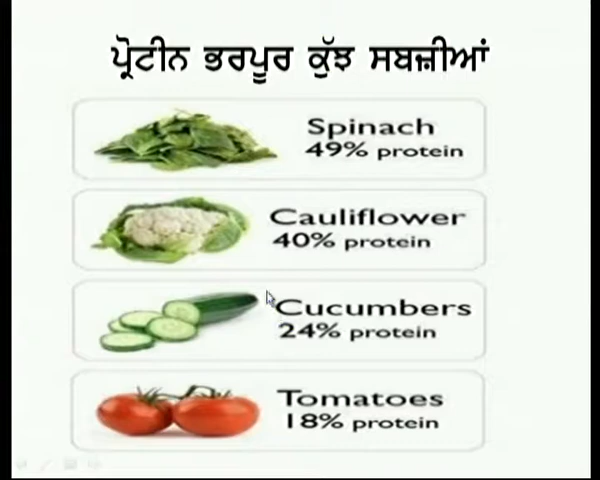 ਪ੍ਰੋਟੀਨ ਭਰਪੂਰ ਕੁੱਝ ਸਬਜ਼ੀਆਂ
Spinach
49% protein
Cauliflower
40% protein
Cucumbers
24% protein
Tomatoes
18% protein